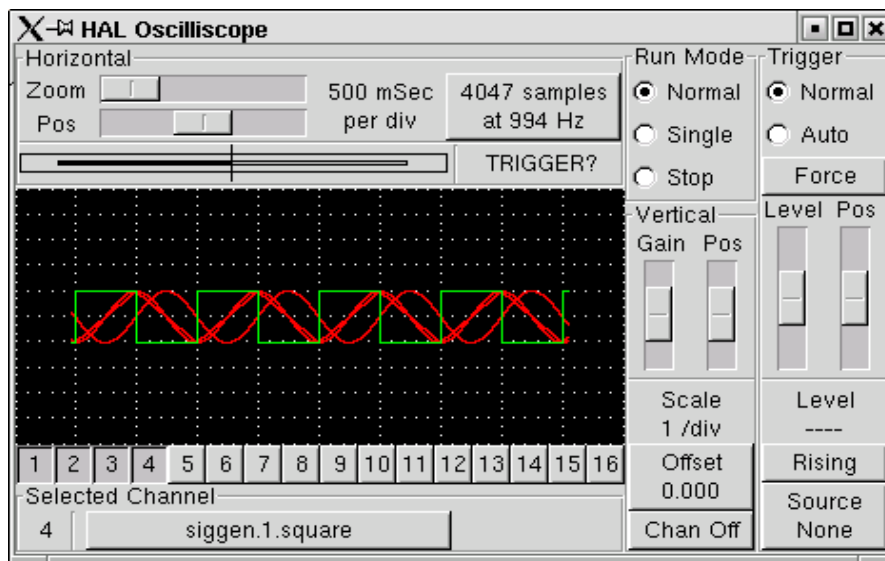 HAL Oscilliscope
Horizontal
Zoom
Pos
500 mSec
per div
4047 samples
at 994 Hz
TRIGGER?
Run Mode
Normal
Single
Stop
Trigger
Normal
Auto
Force
Level Pos
Vertical
Gain Pos
Scale
1 /div
Offset
0.000
Chan Off
Level
----
Rising
Source
None
1 2 3 4 5 6 7 8 9 10 11 12 13 14 15 16
Selected Channel
4 siggen.1.square